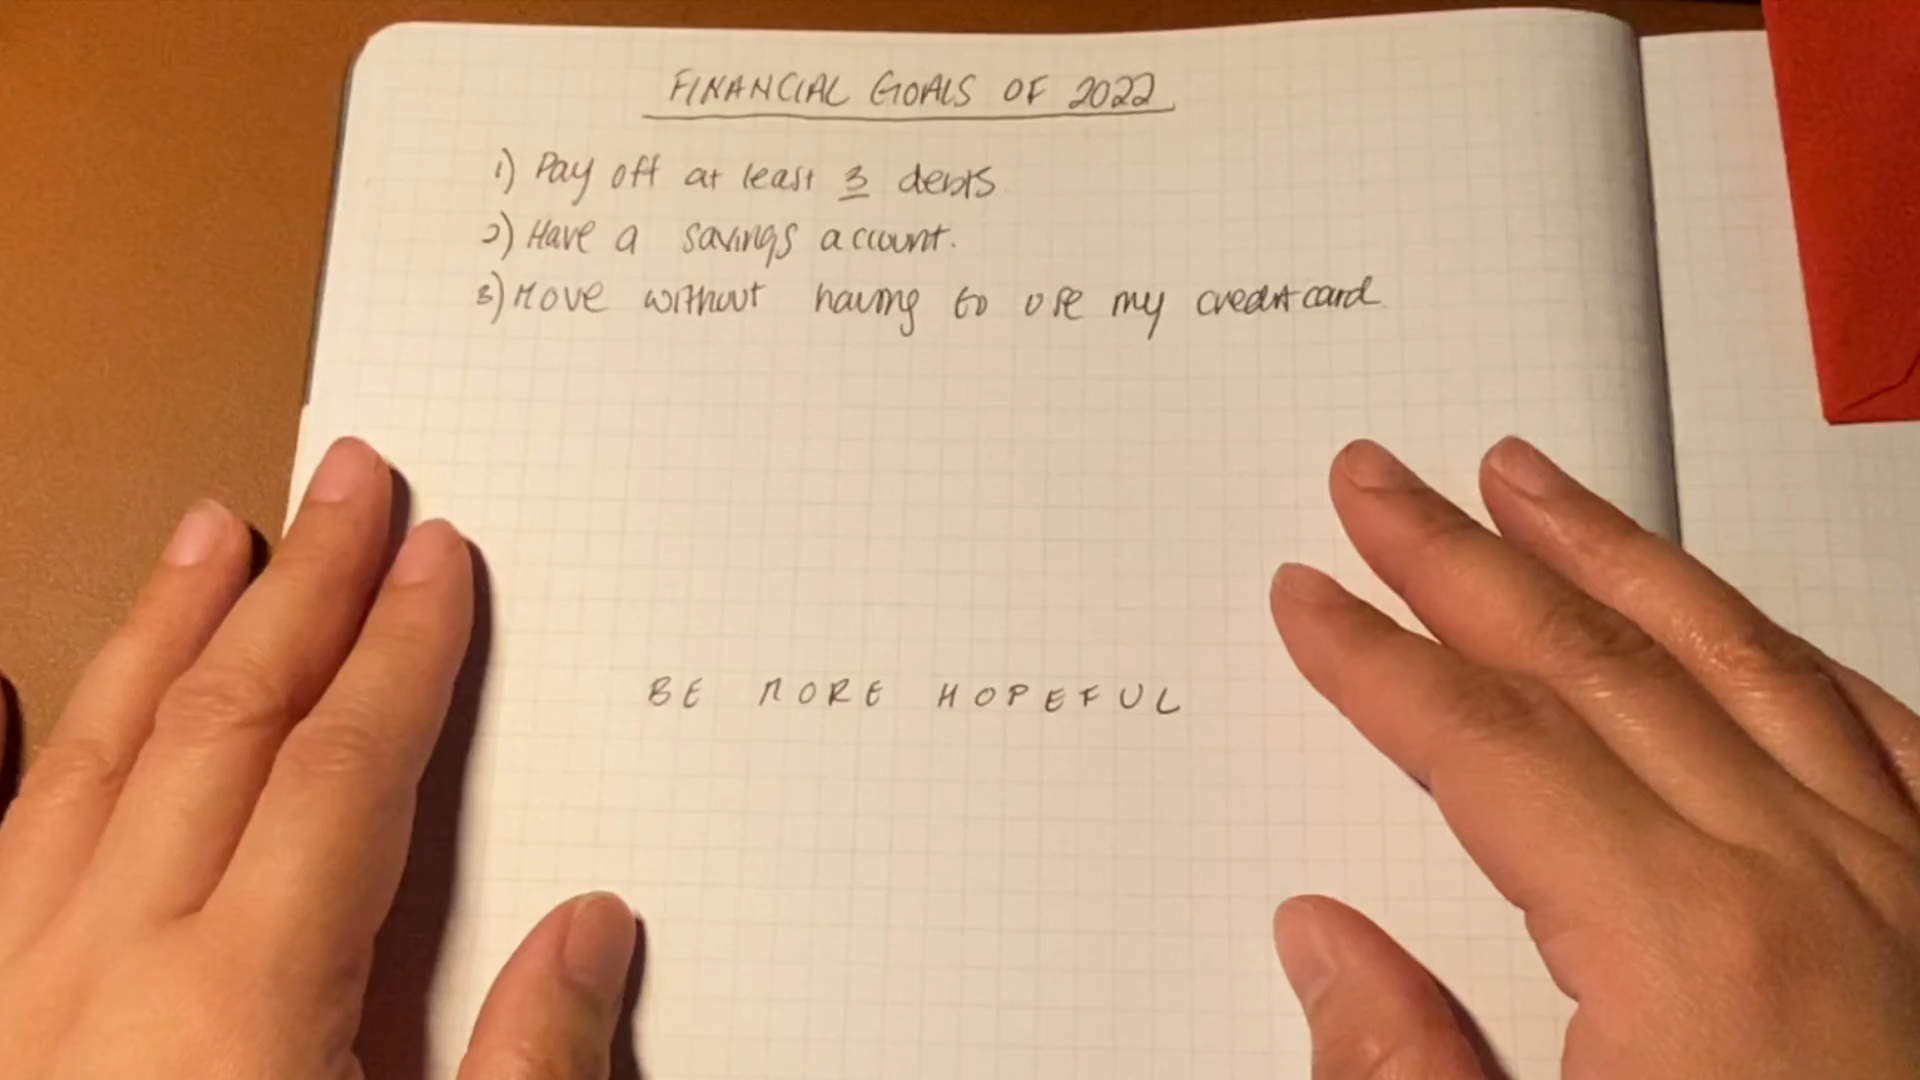 FINANCIAL GOALS OF 2022
1) Pay off at least 3 debts
2) Have a savings account.
3) Move without having to use my credit card
BE MORE HOPEFUL